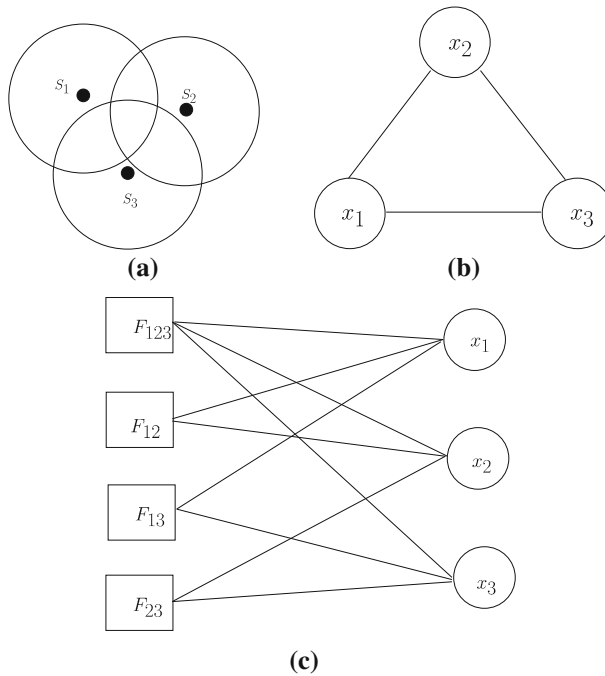 S₁
S₂
S₃
(a)
x₂
x₁
x₃
(b)
F₁₂₃
x₁
F₁₂
x₂
F₁₃
x₃
F₂₃
(c)